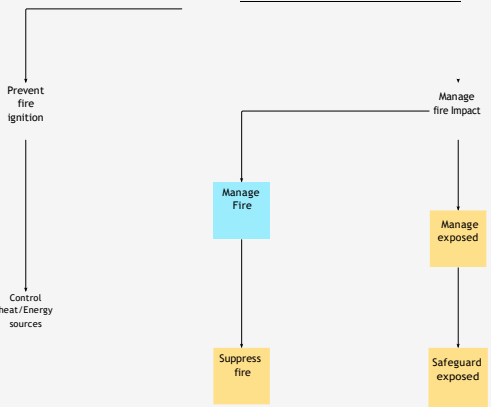 Prevent
fire
ignition
Manage
fire Impact
Manage
Fire
Manage
exposed
Control
heat/Energy
sources
Suppress
fire
Safeguard
exposed